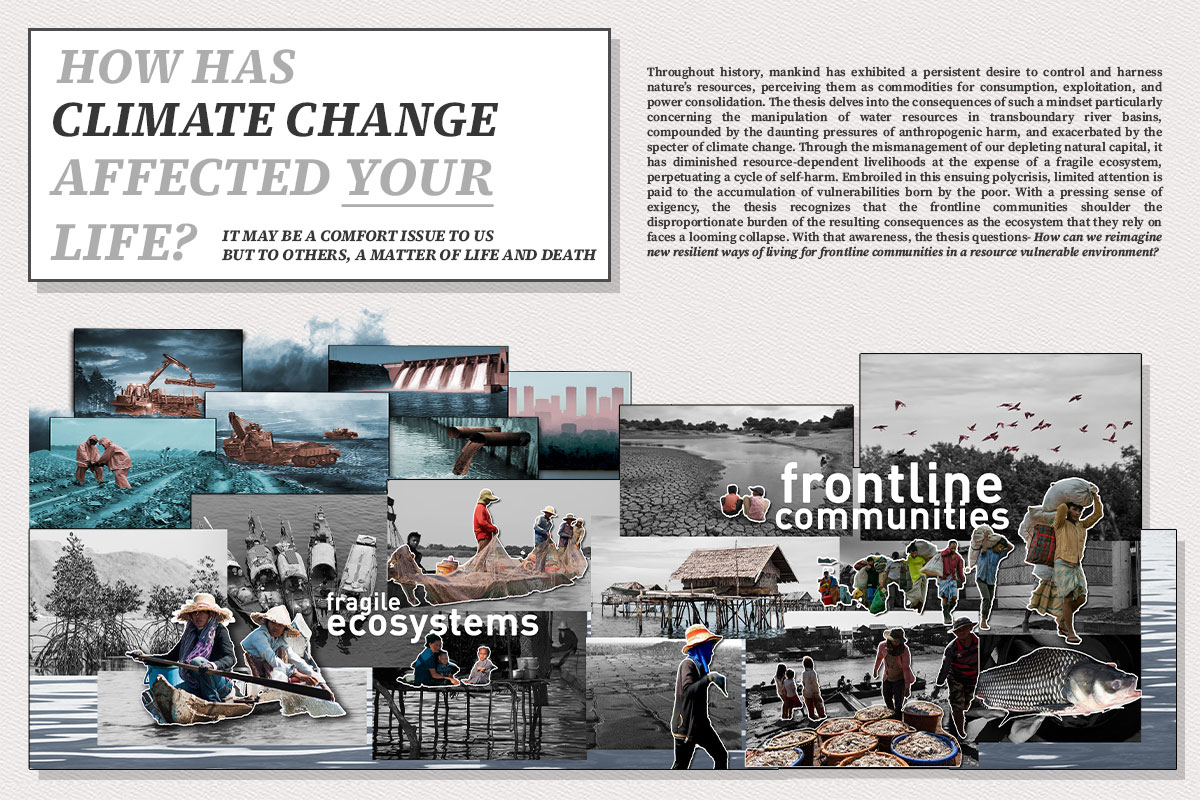 HOW HAS
CLIMATE CHANGE
AFFECTED YOUR
LIFE?
IT MAY BE A COMFORT ISSUE TO US
BUT TO OTHERS, A MATTER OF LIFE AND DEATH
Throughout history, mankind has exhibited a persistent desire to control and harness
nature's resources, perceiving them as commodities for consumption, exploitation, and
power consolidation. The thesis delves into the consequences of such a mindset particularly
concerning the manipulation of water resources in transboundary river basins,
compounded by the daunting pressures of anthropogenic harm, and exacerbated by the
specter of climate change. Through the mismanagement of our depleting natural capital, it
has diminished resource-dependent livelihoods at the expense of a fragile ecosystem,
perpetuating a cycle of self-harm. Embroiled in this ensuing polycrisis, limited attention is
paid to the accumulation of vulnerabilities born by the poor. With a pressing sense of
exigency, the thesis recognizes that the frontline communities shoulder the
disproportionate burden of the resulting consequences as the ecosystem that they rely on
faces a looming collapse. With that awareness, the thesis questions- How can we reimagine
new resilient ways of living for frontline communities in a resource vulnerable environment?
frontline
communities
fragile
ecosystems